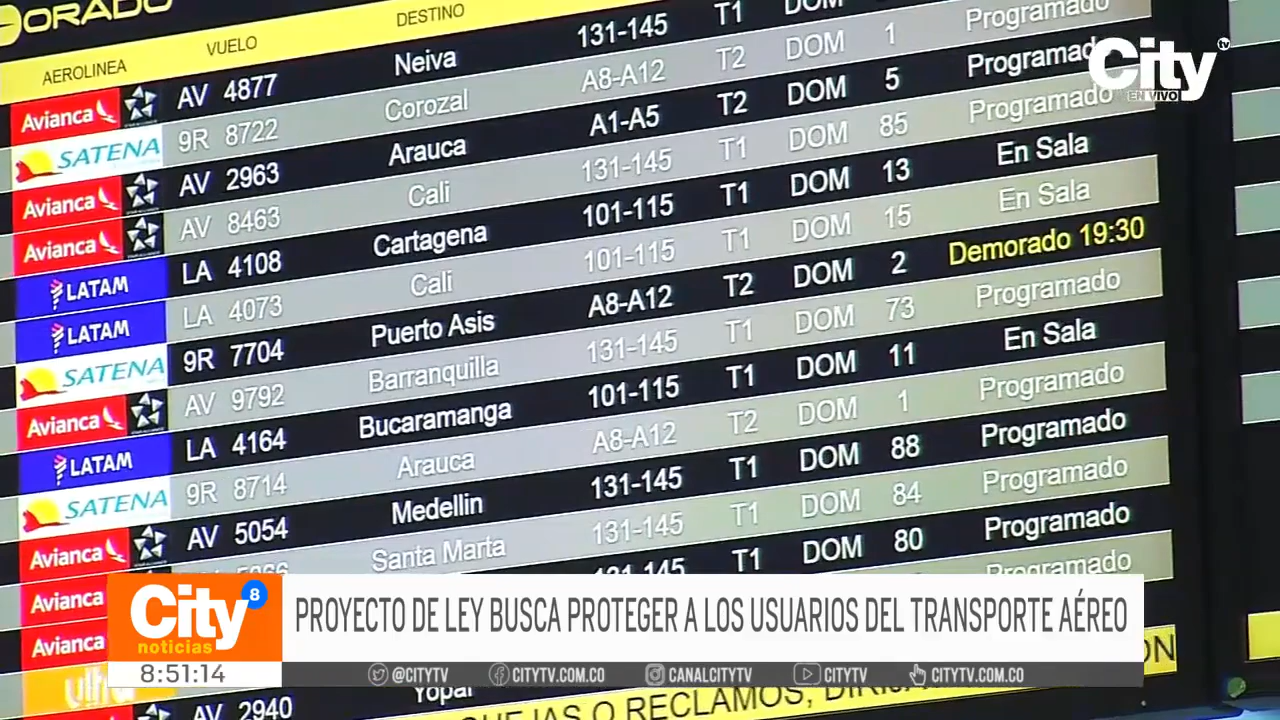 ELDORADO
AEROLINEA VUELO DESTINO
Avianca AV 4877 Neiva 131-145 T1 DOM
SATENA 9R 8722 Corozal A8-A12 T2 DOM 1 Programado
Avianca AV 2963 Arauca A1-A5 T2 DOM 5 Programado
Avianca AV 8463 Cali 131-145 T1 DOM 85 Programado
LATAM LA 4108 Cartagena 101-115 T1 DOM 13 En Sala
LATAM LA 4073 Cali 101-115 T1 DOM 15 En Sala
SATENA 9R 7704 Puerto Asis A8-A12 T2 DOM 2 Demorado 19:30
Avianca AV 9792 Barranquilla 131-145 T1 DOM 73 Programado
LATAM LA 4164 Bucaramanga 101-115 T1 DOM 11 En Sala
SATENA 9R 8714 Arauca A8-A12 T2 DOM 1 Programado
Avianca AV 5054 Medellin 131-145 T1 DOM 88 Programado
Avianca Santa Marta 131-145 T1 DOM 84 Programado
Avianca 131-145 T1 DOM 80 Programado
Programado
Yopal
AV 2940
QUEJAS O RECLAMOS,
City tv
EN VIVO
City 8
noticias
PROYECTO DE LEY BUSCA PROTEGER A LOS USUARIOS DEL TRANSPORTE AÉREO
8:51:14 @CITYTV CITYTV.COM.CO CANALCITYTV CITYTV CITYTV.COM.CO